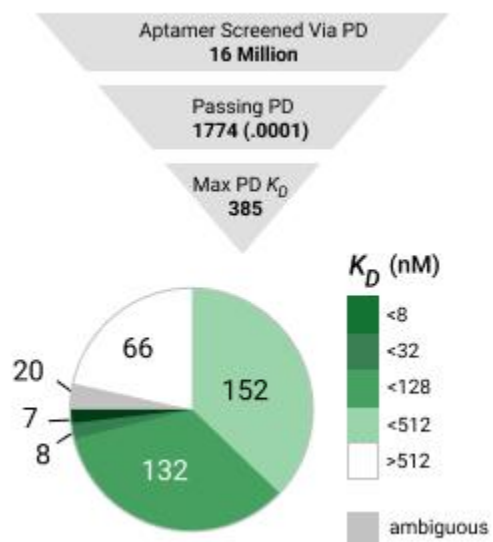 Aptamer Screened Via PD
16 Million
Passing PD
1774 (.0001)
Max PD K_D
385
K_D (nM)
<8
<32
<128
<512
>512
ambiguous
66
20
152
7
8
132